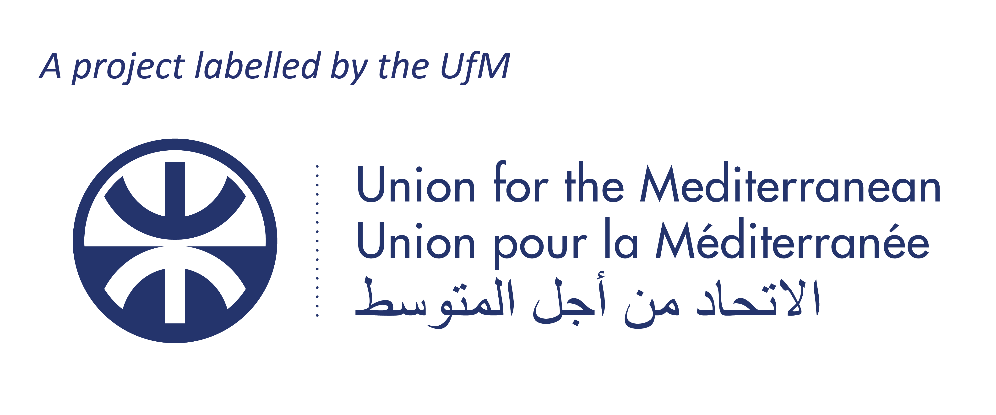 A project labelled by the UfM
Union for the Mediterranean
Union pour la Méditerranée
الاتحاد من أجل المتوسط